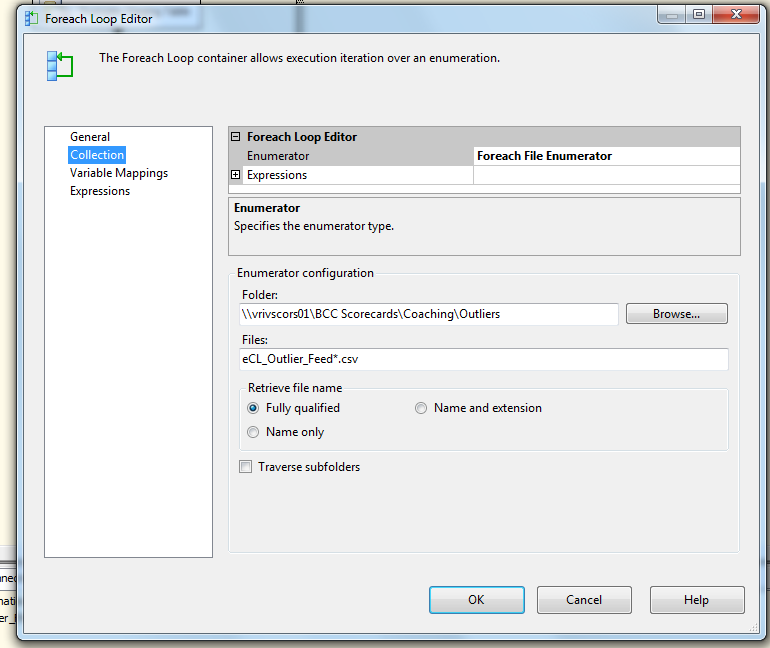 Foreach Loop Editor
The Foreach Loop container allows execution iteration over an enumeration.
General
Collection
Variable Mappings
Expressions
Foreach Loop Editor
Enumerator Foreach File Enumerator
Expressions
Enumerator
Specifies the enumerator type.
Enumerator configuration
Folder:
\\vrivscors01\BCC Scorecards\Coaching\Outliers Browse...
Files:
eCL_Outlier_Feed*.csv
Retrieve file name
Fully qualified Name and extension
Name only
Traverse subfolders
OK Cancel Help